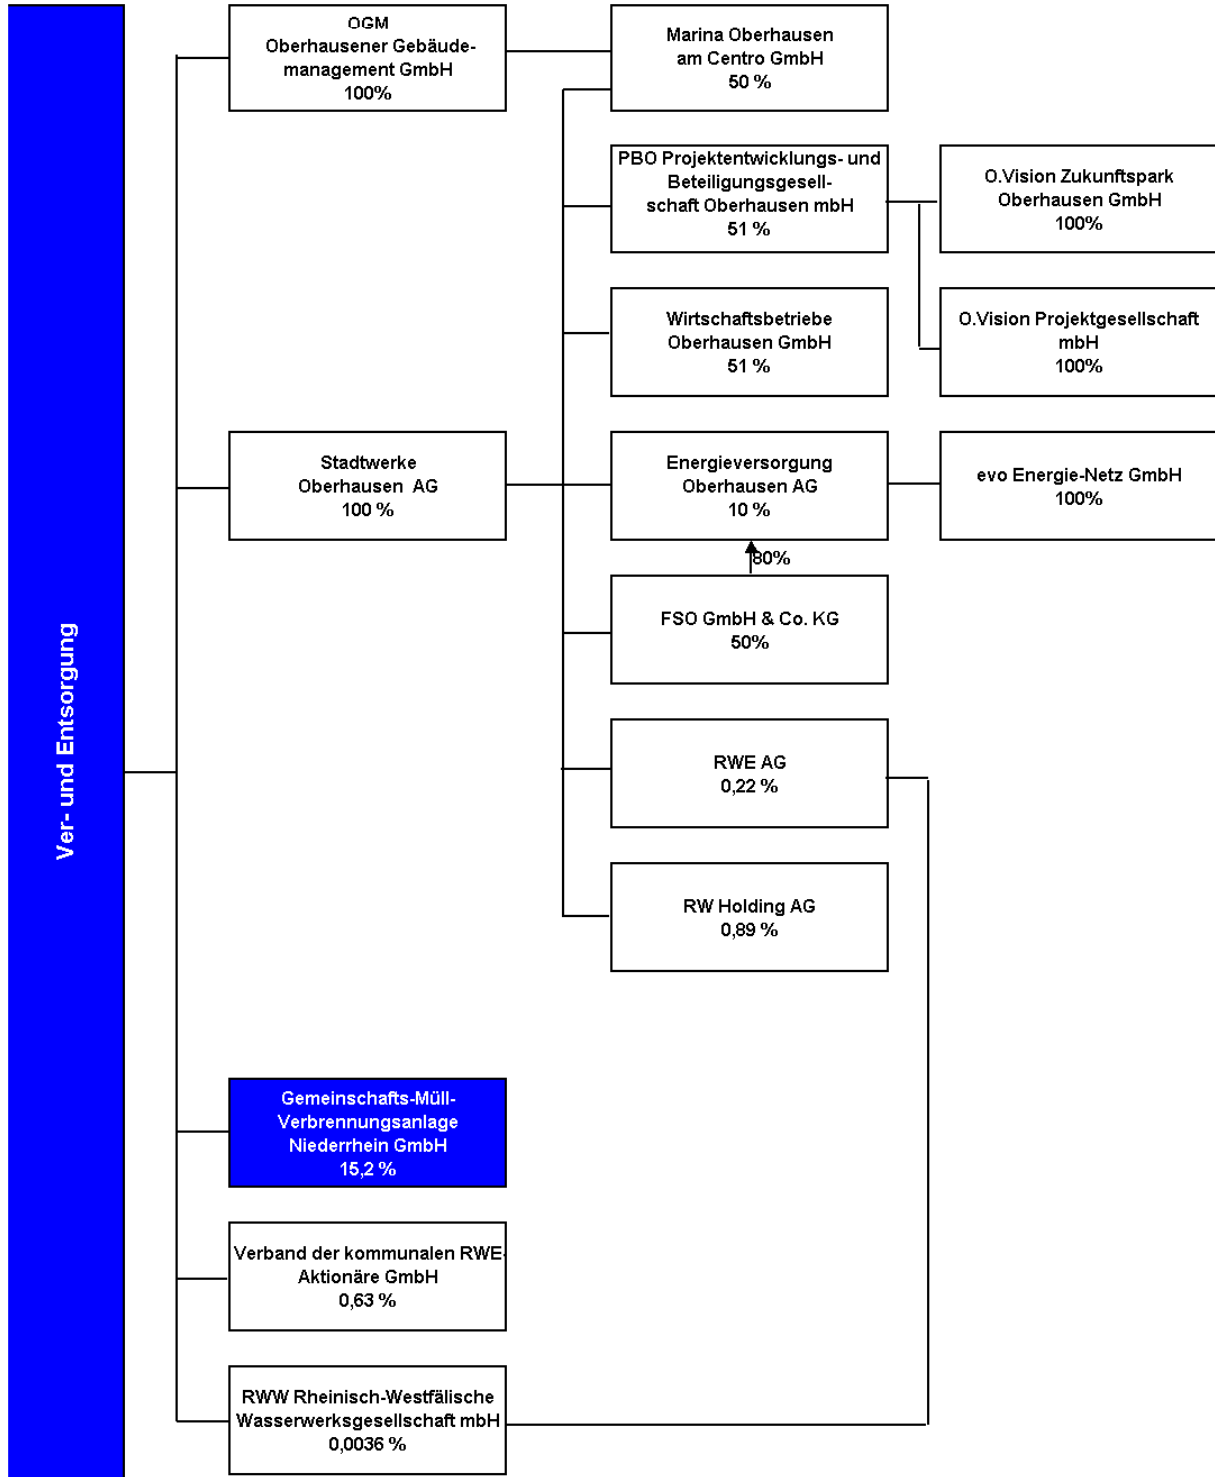 Ver- und Entsorgung
OGM
Oberhausener Gebäude-
management GmbH
100%
Marina Oberhausen
am Centro GmbH
50 %
PBO Projektentwicklungs- und
Beteiligungsgesell-
schaft Oberhausen mbH
51 %
O.Vision Zukunftspark
Oberhausen GmbH
100%
Wirtschaftsbetriebe
Oberhausen GmbH
51 %
O.Vision Projektgesellschaft
mbH
100%
Stadtwerke
Oberhausen AG
100 %
Energieversorgung
Oberhausen AG
10 %
evo Energie-Netz GmbH
100%
80%
FSO GmbH & Co. KG
50%
RWE AG
0,22 %
RW Holding AG
0,89 %
Gemeinschafts-Müll-
Verbrennungsanlage
Niederrhein GmbH
15,2 %
Verband der kommunalen RWE-
Aktionäre GmbH
0,63 %
RWW Rheinisch-Westfälische
Wasserwerksgesellschaft mbH
0,0036 %